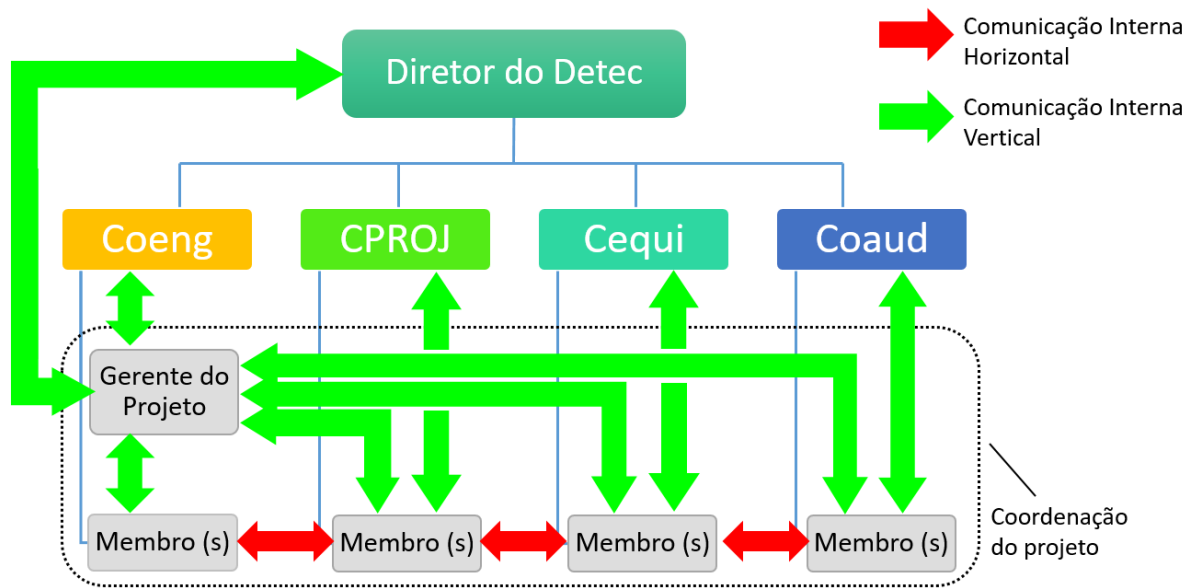 Comunicação Interna
Horizontal
Diretor do Detec
Comunicação Interna
Vertical
Coeng
CPROJ
Cequi
Coaud
Gerente do
Projeto
Membro (s)
Membro (s)
Membro (s)
Membro (s)
Coordenação
do projeto